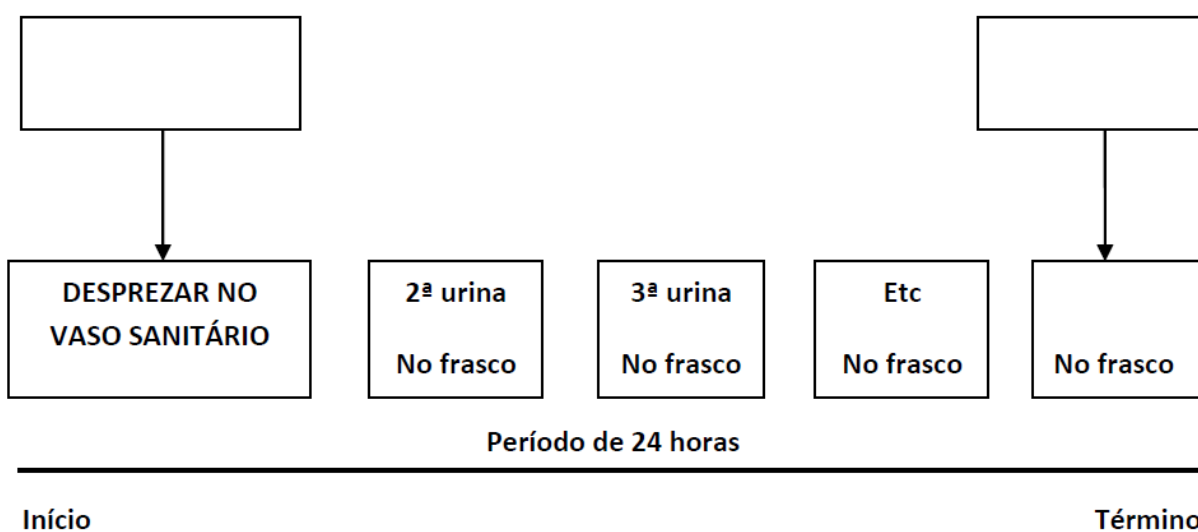 DESPREZAR NO
VASO SANITÁRIO
2ª urina
No frasco
3ª urina
No frasco
Etc
No frasco
No frasco
Período de 24 horas
Início
Término